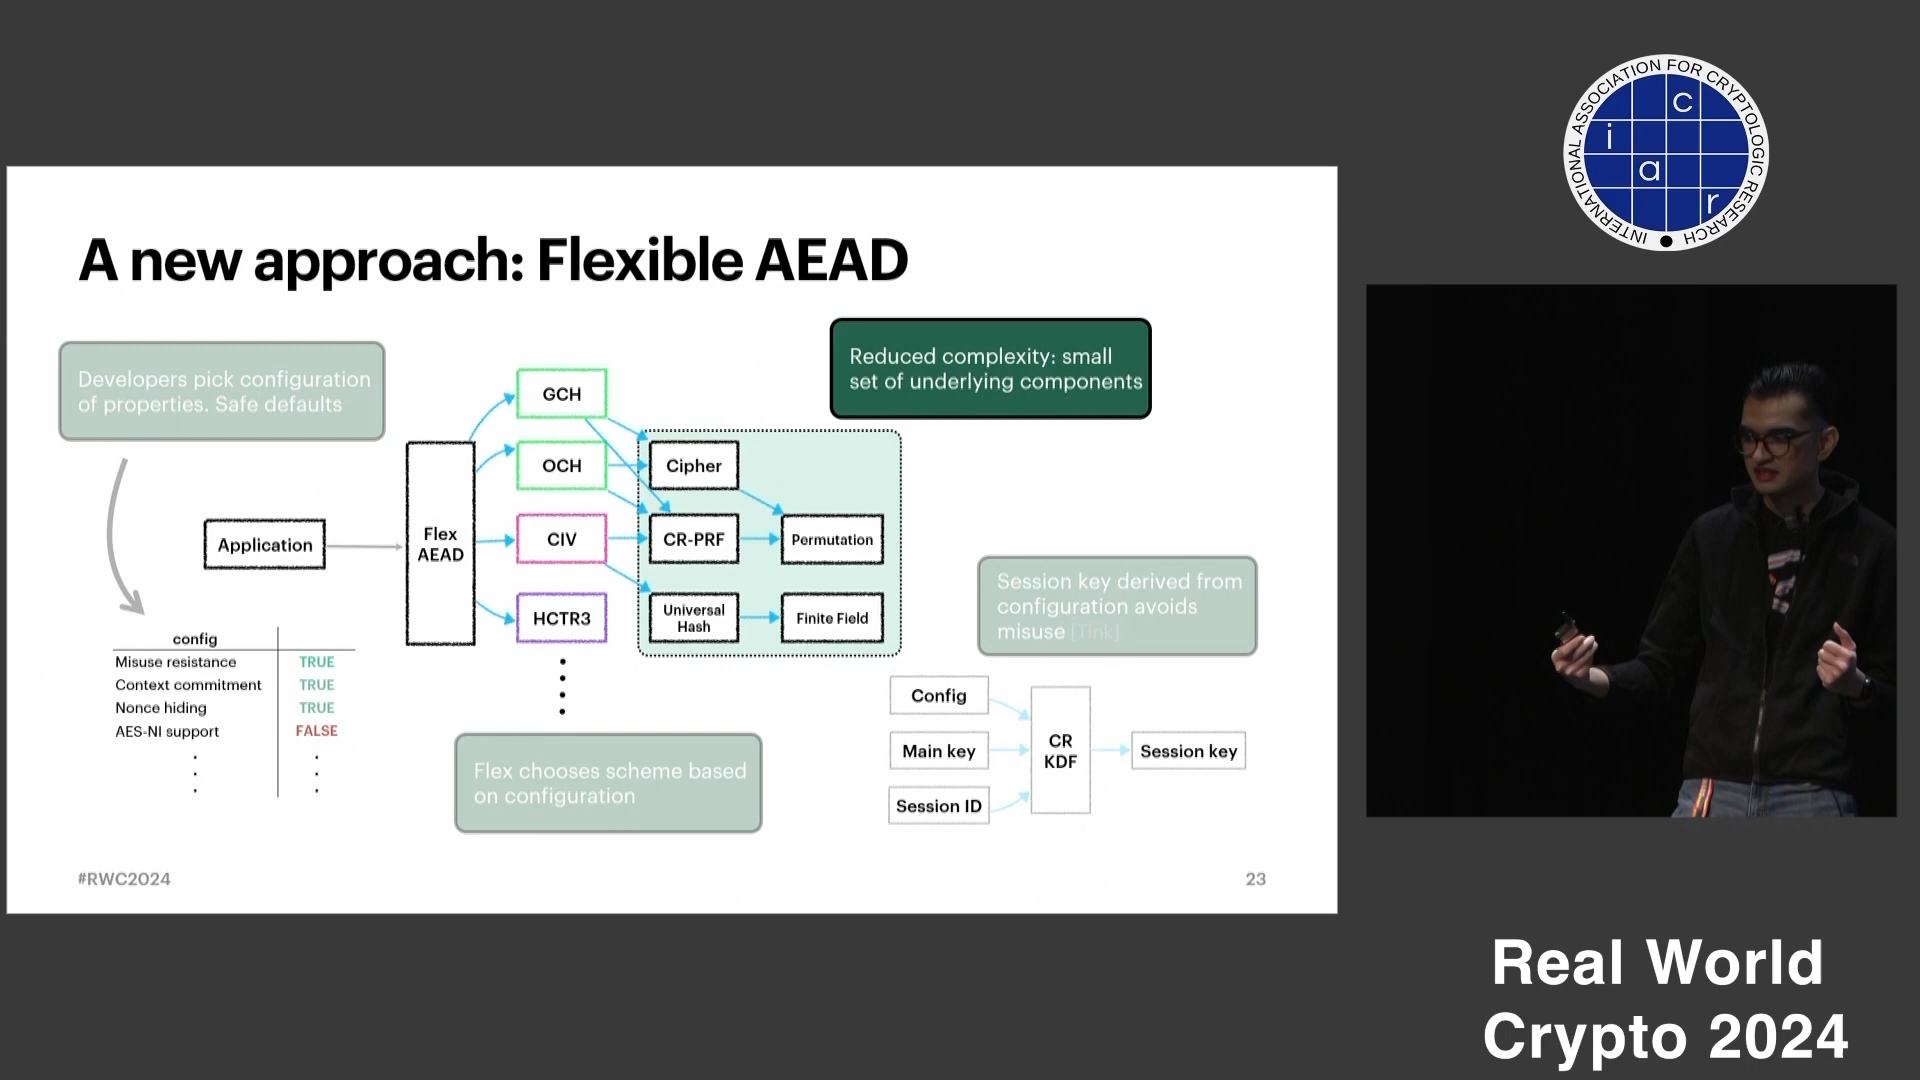 A new approach: Flexible AEAD
Developers pick configuration
of properties. Safe defaults
Reduced complexity: small
set of underlying components
GCH
OCH
CIV
HCTR3
Cipher
CR-PRF
Permutation
Universal
Hash
Finite Field
Application
Flex
AEAD
config
Misuse resistance TRUE
Context commitment TRUE
Nonce hiding TRUE
AES-NI support FALSE
Flex chooses scheme based
on configuration
Session key derived from
configuration avoids
misuse [Tink]
Config
Main key
Session ID
CR
KDF
Session key
#RWC2024
23
INTERNATIONAL ASSOCIATION FOR CRYPTOLOGIC RESEARCH
i a c r
Real World
Crypto 2024